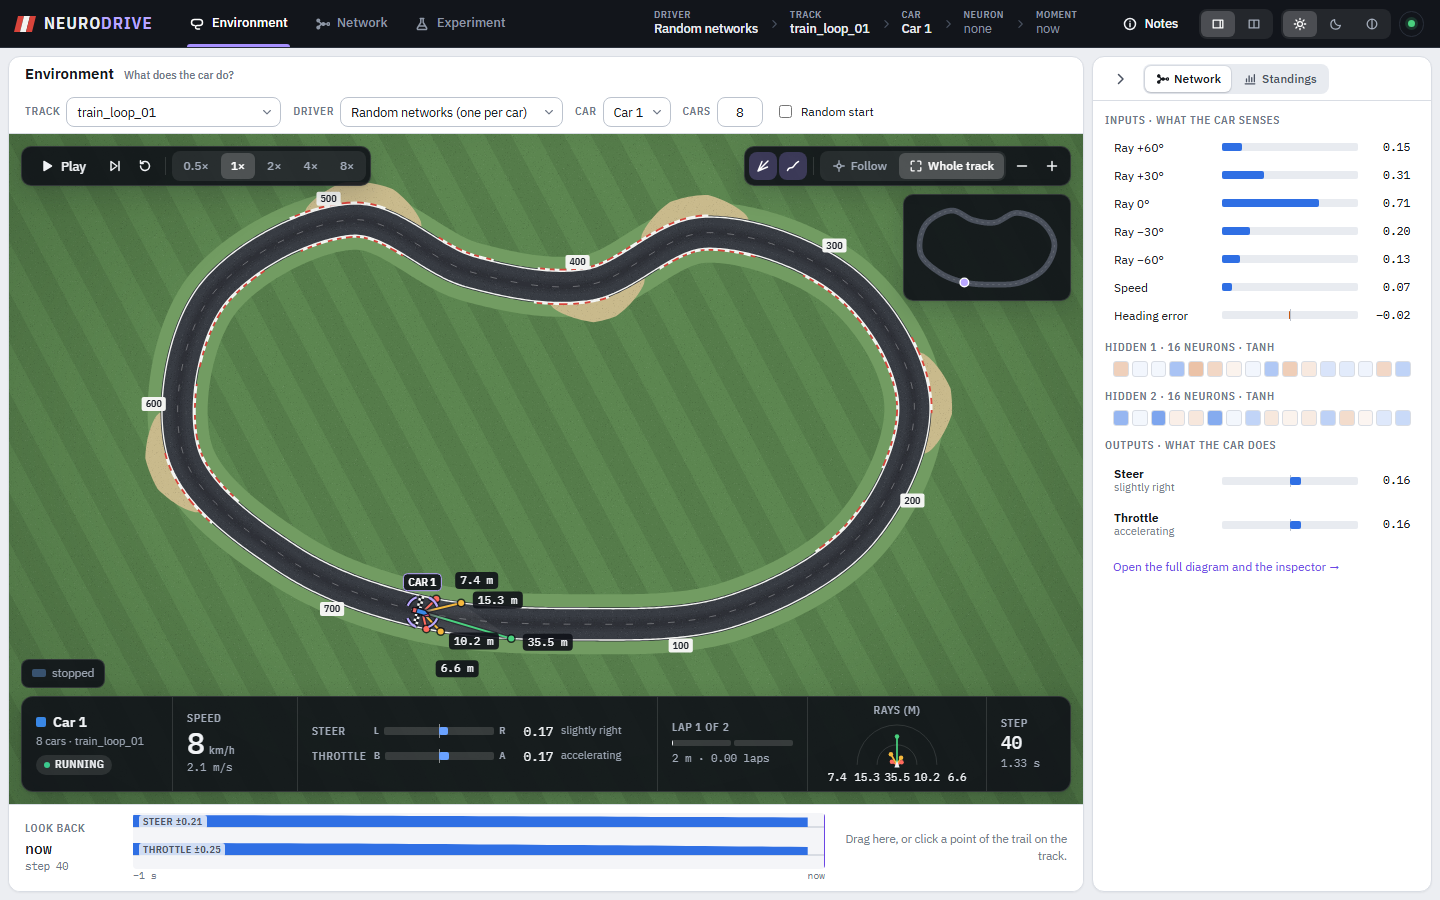 NEURODRIVE
Environment
Network
Experiment
DRIVER
Random networks
TRACK
train_loop_01
CAR
Car 1
NEURON
none
MOMENT
now
Notes
Environment What does the car do?
TRACK train_loop_01 DRIVER Random networks (one per car) CAR Car 1 CARS 8 Random start
Play 0.5× 1× 2× 4× 8×
Follow Whole track − +
500
300
400
600
200
700
100
CAR 1
7.4 m
15.3 m
10.2 m
35.5 m
6.6 m
stopped
Car 1
8 cars · train_loop_01
RUNNING
SPEED
8 km/h
2.1 m/s
STEER L R 0.17 slightly right
THROTTLE B A 0.17 accelerating
LAP 1 OF 2
2 m · 0.00 laps
RAYS (M)
7.4 15.3 35.5 10.2 6.6
STEP
40
1.33 s
LOOK BACK
now
step 40
STEER ±0.21
THROTTLE ±0.25
−1 s
now
Drag here, or click a point of the trail on the
track.
Network
Standings
INPUTS · WHAT THE CAR SENSES
Ray +60° 0.15
Ray +30° 0.31
Ray 0° 0.71
Ray −30° 0.20
Ray −60° 0.13
Speed 0.07
Heading error −0.02
HIDDEN 1 · 16 NEURONS · TANH
HIDDEN 2 · 16 NEURONS · TANH
OUTPUTS · WHAT THE CAR DOES
Steer 0.16
slightly right
Throttle 0.16
accelerating
Open the full diagram and the inspector →